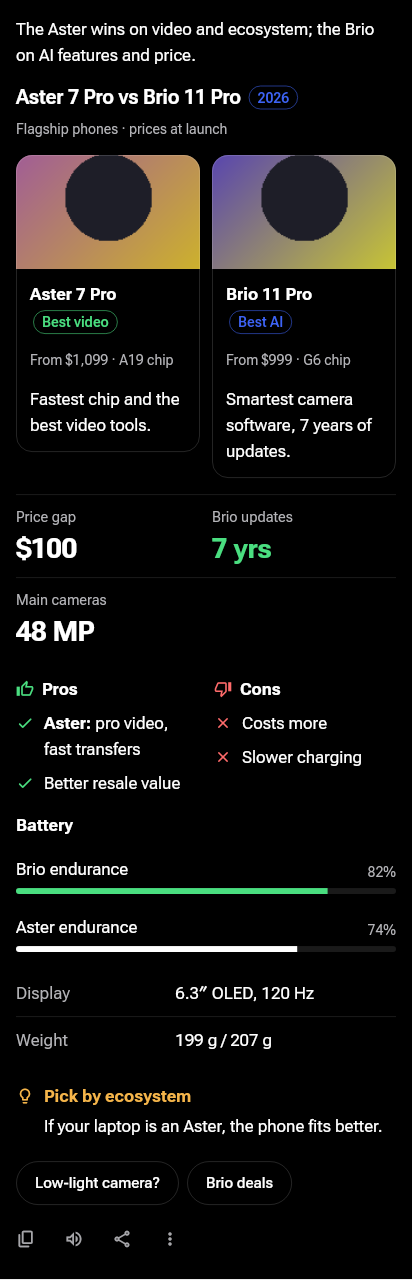 The Aster wins on video and ecosystem; the Brio
on AI features and price.
Aster 7 Pro vs Brio 11 Pro 2026
Flagship phones · prices at launch
Aster 7 Pro
Best video
From $1,099 · A19 chip
Fastest chip and the
best video tools.
Brio 11 Pro
Best AI
From $999 · G6 chip
Smartest camera
software, 7 years of
updates.
Price gap
$100
Brio updates
7 yrs
Main cameras
48 MP
Pros
Aster: pro video,
fast transfers
Better resale value
Cons
Costs more
Slower charging
Battery
Brio endurance 82%
Aster endurance 74%
Display 6.3″ OLED, 120 Hz
Weight 199 g / 207 g
Pick by ecosystem
If your laptop is an Aster, the phone fits better.
Low-light camera? Brio deals